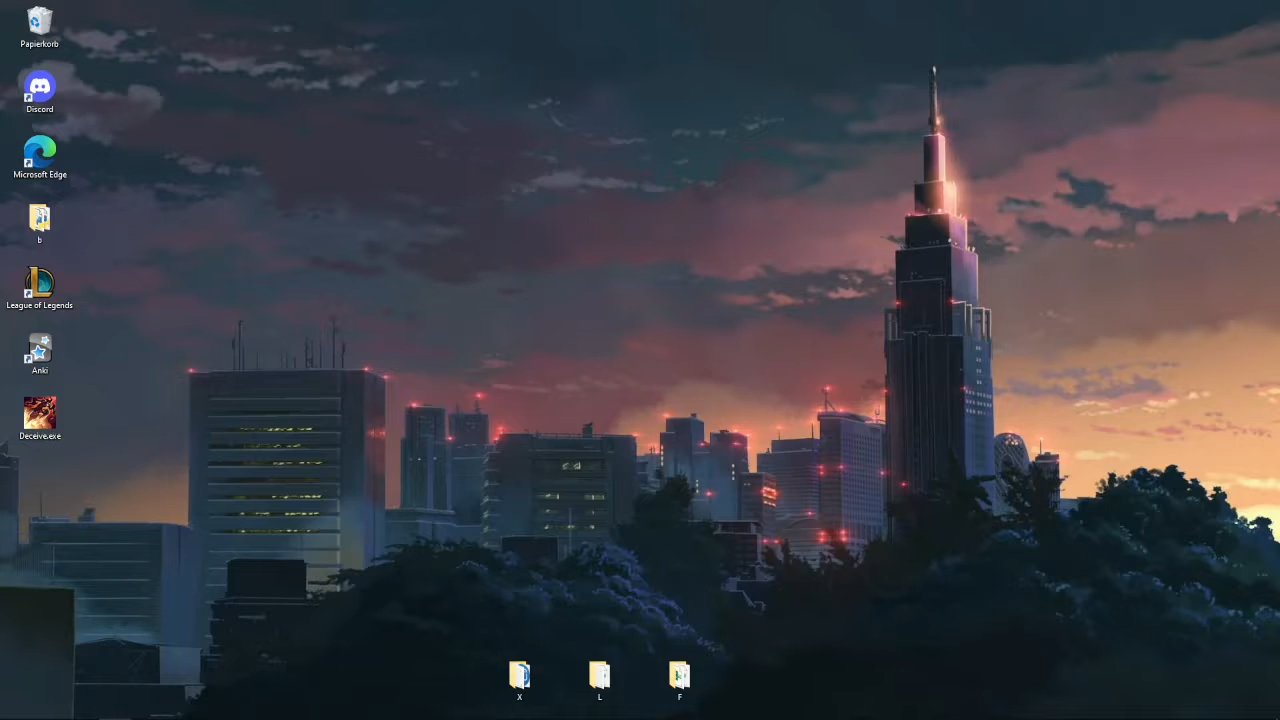 Papierkorb
Discord
Microsoft Edge
b
League of Legends
Anki
Deceive.exe
X
L
F